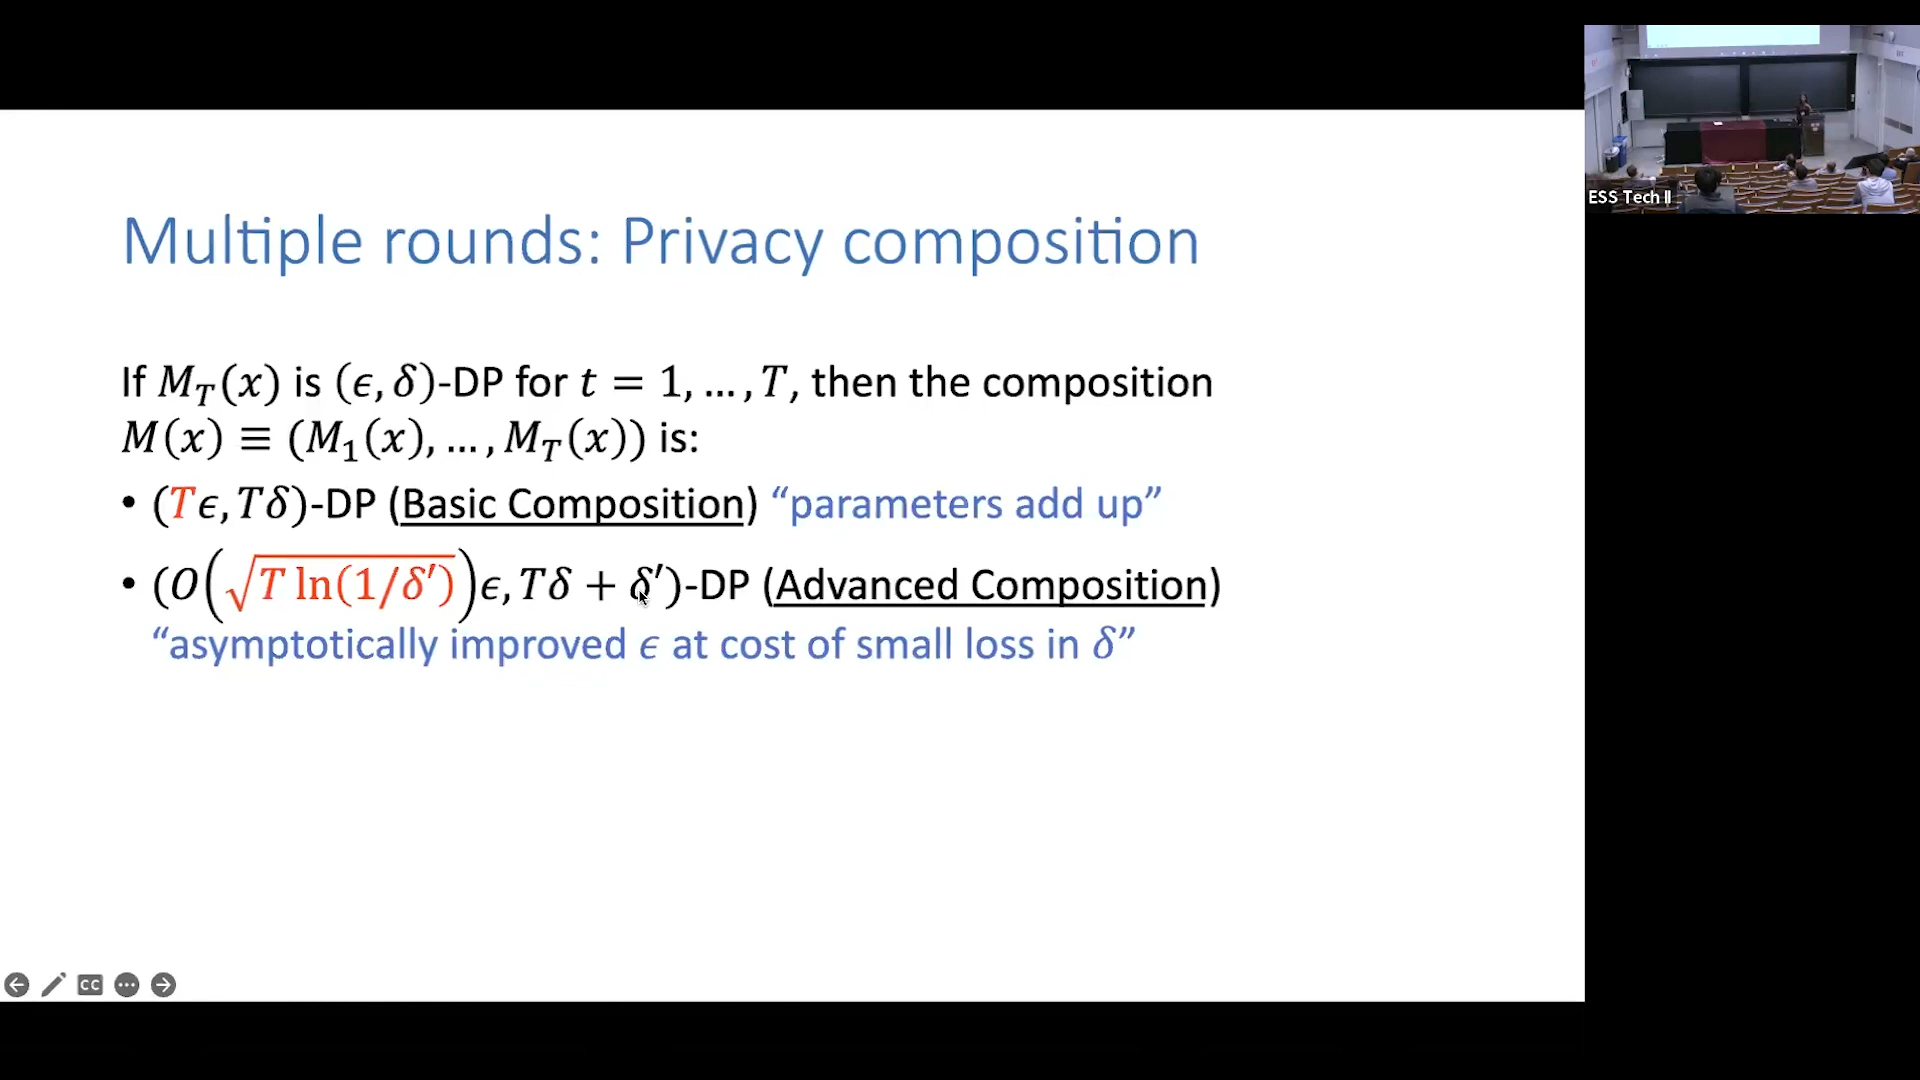 Multiple rounds: Privacy composition
If M_T(x) is (ϵ, δ)-DP for t = 1, … , T, then the composition
M(x) ≡ (M_1(x), … , M_T(x)) is:
• (Tϵ, Tδ)-DP (Basic Composition) “parameters add up”
• (O(√(T ln(1/δ′)))ϵ, Tδ + δ′)-DP (Advanced Composition)
“asymptotically improved ϵ at cost of small loss in δ”
CC
ESS Tech II